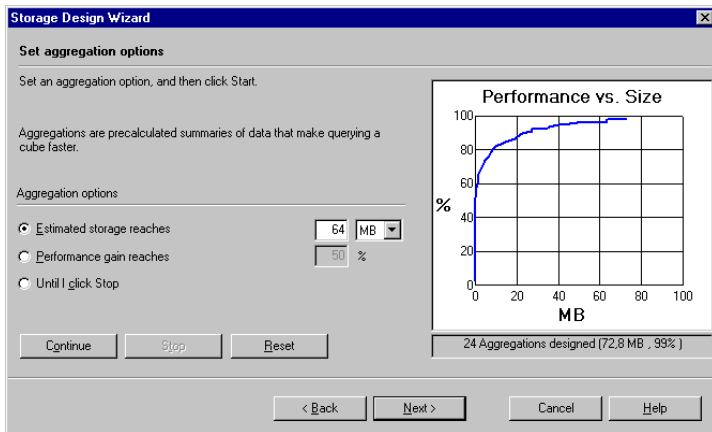 Storage Design Wizard
Set aggregation options
Set an aggregation option, and then click Start.
Aggregations are precalculated summaries of data that make querying a
cube faster.
Aggregation options
Estimated storage reaches 64 MB
Performance gain reaches 50 %
Until I click Stop
Continue Stop Reset
Performance vs. Size
100
80
60
% 40
20
0
0 20 40 60 80 100
MB
24 Aggregations designed (72,8 MB , 99% )
< Back Next > Cancel Help